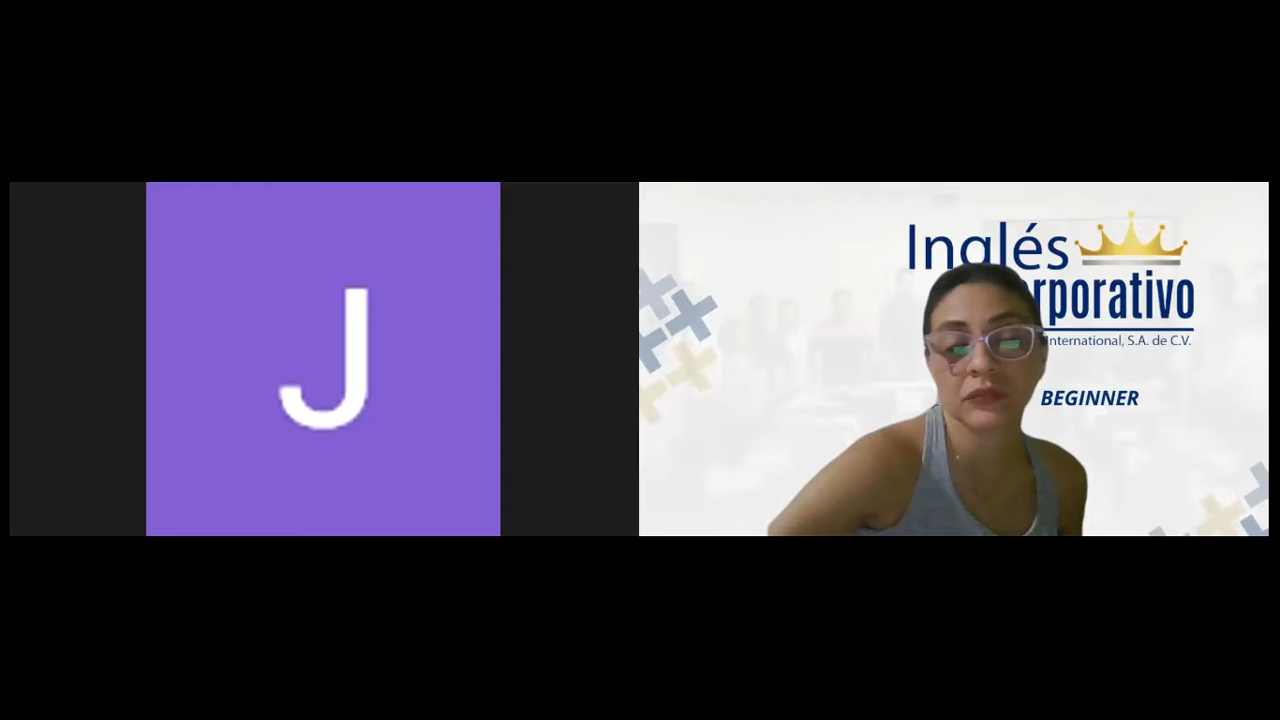 J
Inglés
rporativo
International, S.A. de C.V.
BEGINNER